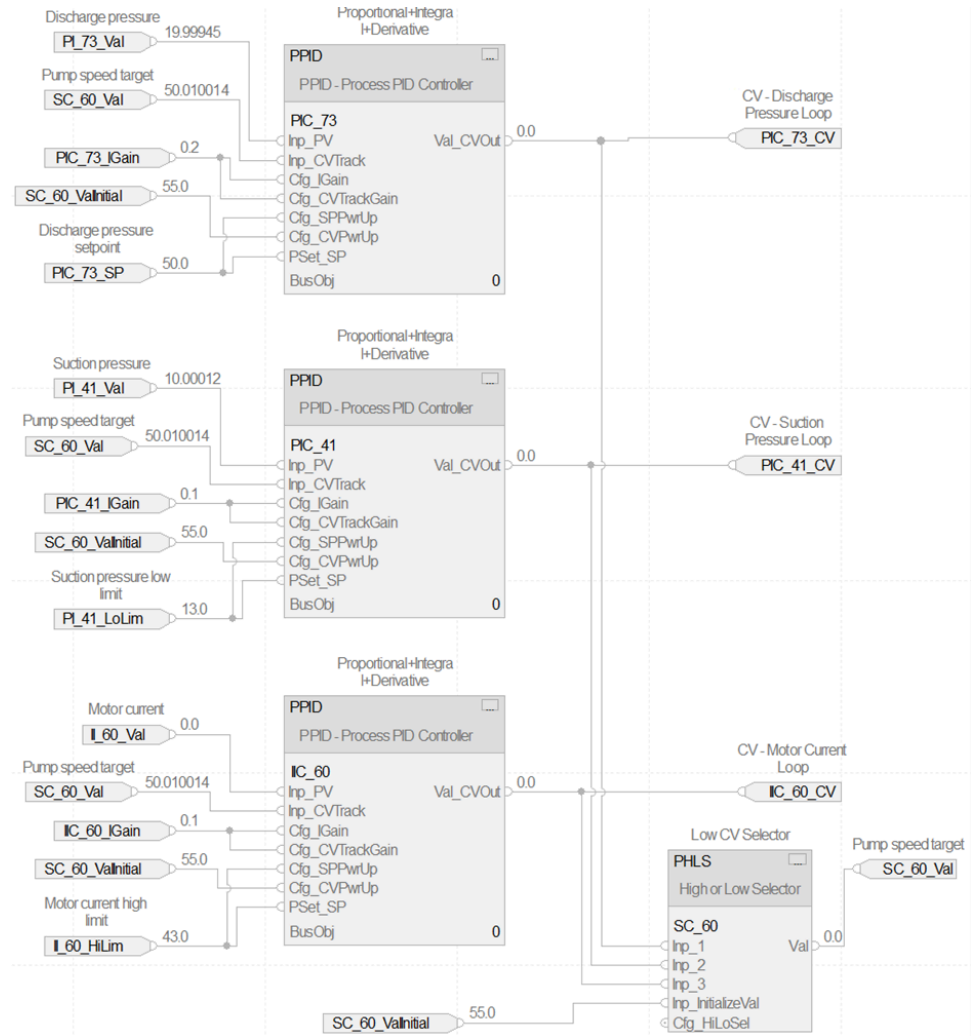 Discharge pressure
PI_73_Val
19.99945
Pump speed target
SC_60_Val
50.010014
PIC_73_IGain
0.2
SC_60_ValInitial
55.0
Discharge pressure
setpoint
PIC_73_SP
50.0
Proportional+Integra
l+Derivative
PPID
...
PPID - Process PID Controller
PIC_73
Inp_PV
Val_CVOut
0.0
Inp_CVTrack
Cfg_IGain
Cfg_CVTrackGain
Cfg_SPPwrUp
Cfg_CVPwrUp
PSet_SP
BusObj
0
CV - Discharge
Pressure Loop
PIC_73_CV
Suction pressure
PI_41_Val
10.00012
Pump speed target
SC_60_Val
50.010014
PIC_41_IGain
0.1
SC_60_ValInitial
55.0
Suction pressure low
limit
PI_41_LoLim
13.0
Proportional+Integra
l+Derivative
PPID
...
PPID - Process PID Controller
PIC_41
Inp_PV
Val_CVOut
0.0
Inp_CVTrack
Cfg_IGain
Cfg_CVTrackGain
Cfg_SPPwrUp
Cfg_CVPwrUp
PSet_SP
BusObj
0
CV - Suction
Pressure Loop
PIC_41_CV
Motor current
II_60_Val
0.0
Pump speed target
SC_60_Val
50.010014
IIC_60_IGain
0.1
SC_60_ValInitial
55.0
Motor current high
limit
II_60_HiLim
43.0
Proportional+Integra
l+Derivative
PPID
...
PPID - Process PID Controller
IIC_60
Inp_PV
Val_CVOut
0.0
Inp_CVTrack
Cfg_IGain
Cfg_CVTrackGain
Cfg_SPPwrUp
Cfg_CVPwrUp
PSet_SP
BusObj
0
CV - Motor Current
Loop
IIC_60_CV
Low CV Selector
PHLS
...
High or Low Selector
SC_60
Inp_1
Val
0.0
Inp_2
Inp_3
Inp_InitializeVal
Cfg_HiLoSel
Pump speed target
SC_60_Val
SC_60_ValInitial
55.0